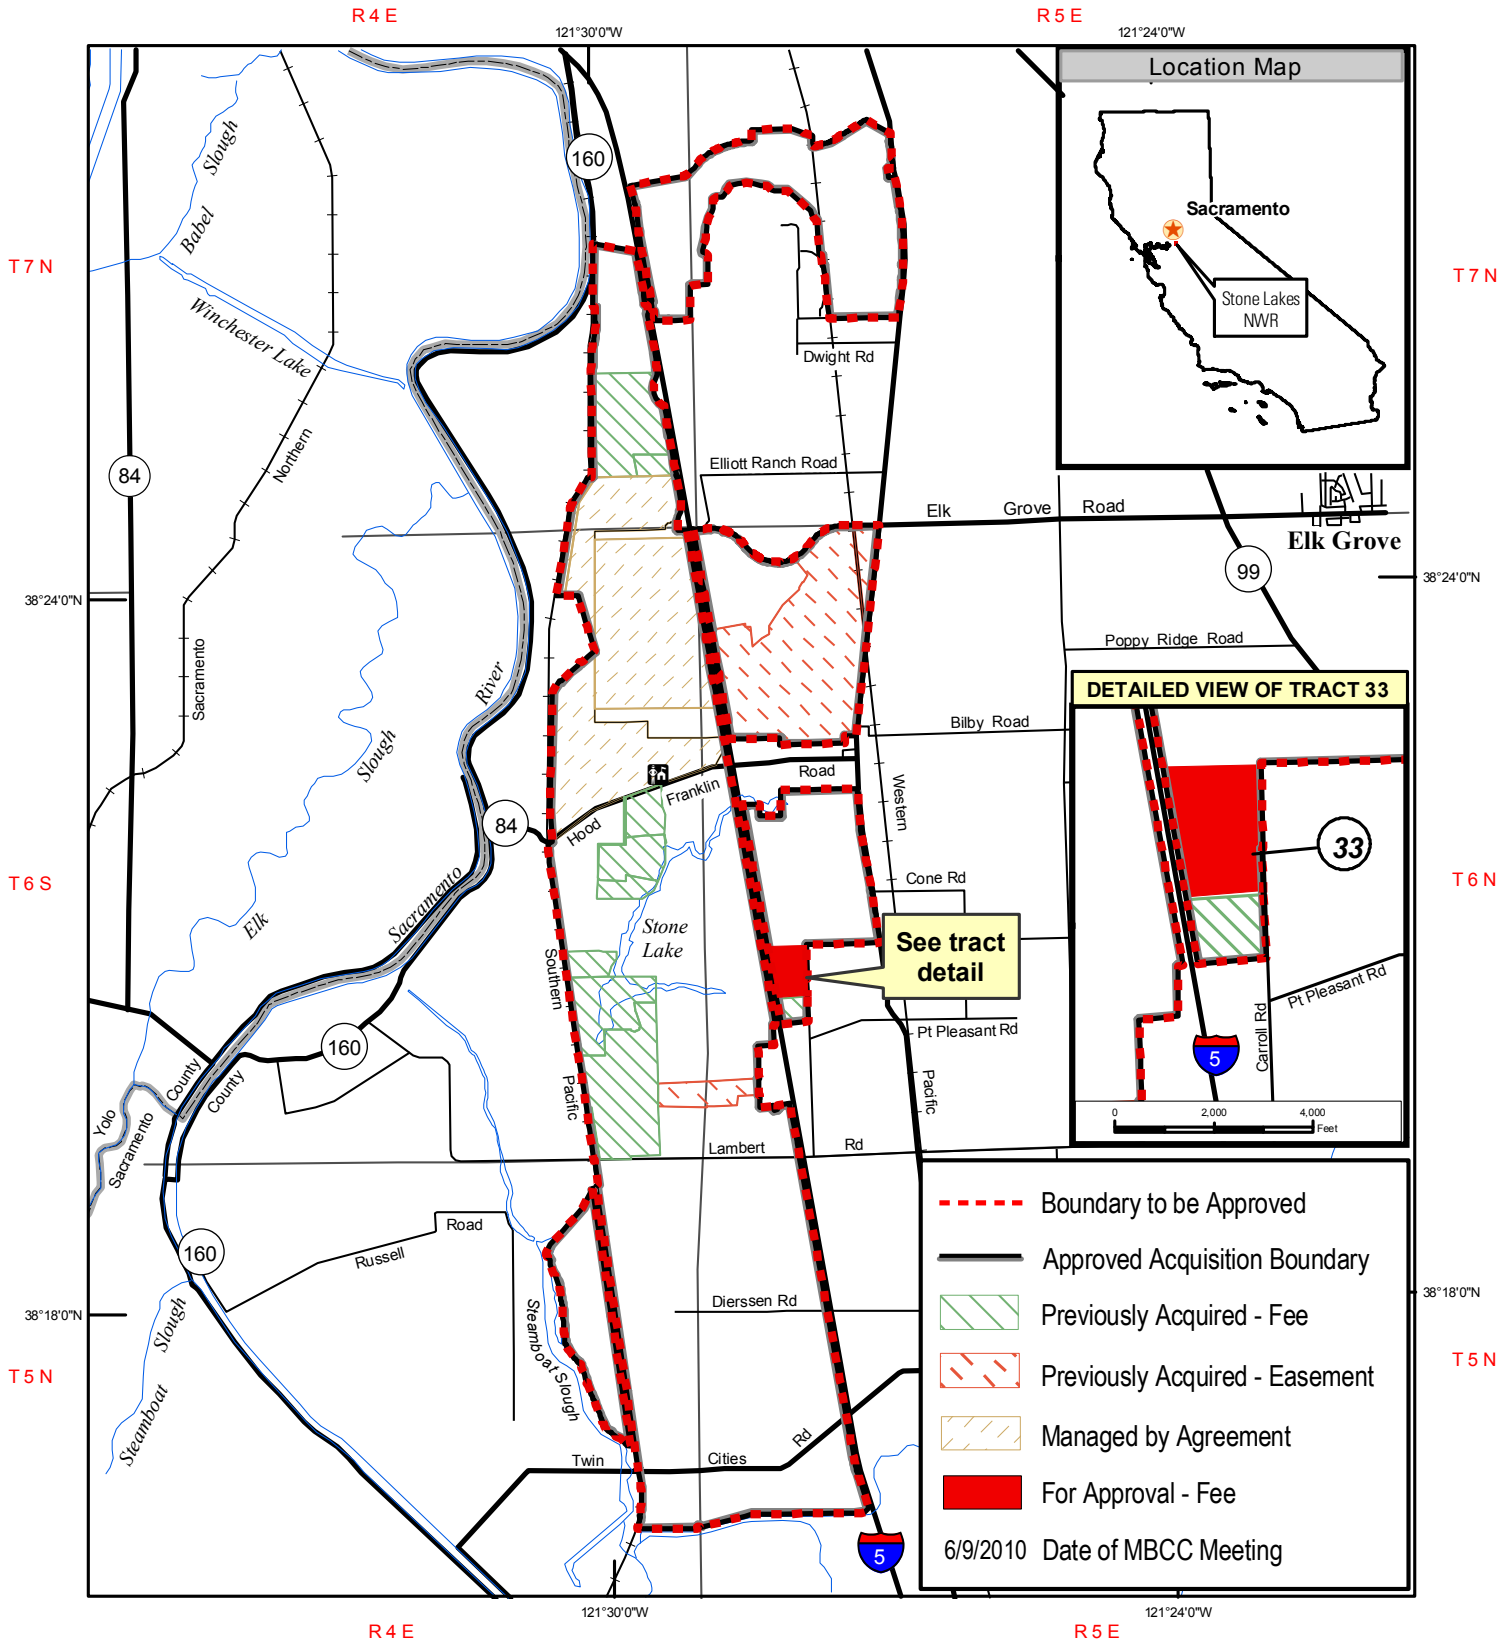 R 4 E
R 5 E
121°30'0"W
121°24'0"W
Location Map
Sacramento
Stone Lakes
NWR
160
Slough
Babel
T 7 N
T 7 N
Winchester Lake
Dwight Rd
Northern
84
Elliott Ranch Road
Elk Grove Road
Elk Grove
99
38°24'0"N
38°24'0"N
Sacramento
River
Poppy Ridge Road
DETAILED VIEW OF TRACT 33
Slough
Bilby Road
Road
Franklin
Hood
Western
84
33
T 6 S
T 6 N
Cone Rd
Elk
Sacramento
Stone
Lake
See tract
detail
Southern
Pt Pleasant Rd
Pt Pleasant Rd
Carroll Rd
160
5
County
County
Pacific
Pacific
Yolo
Sacramento
0 2,000 4,000
Feet
Lambert Rd
Boundary to be Approved
Road
Russell
160
Approved Acquisition Boundary
38°18'0"N
38°18'0"N
Dierssen Rd
Previously Acquired - Fee
Slough
Steamboat
Steamboat Slough
T 5 N
T 5 N
Previously Acquired - Easement
Managed by Agreement
Twin Cities Rd
For Approval - Fee
5
6/9/2010 Date of MBCC Meeting
121°30'0"W
121°24'0"W
R 4 E
R 5 E